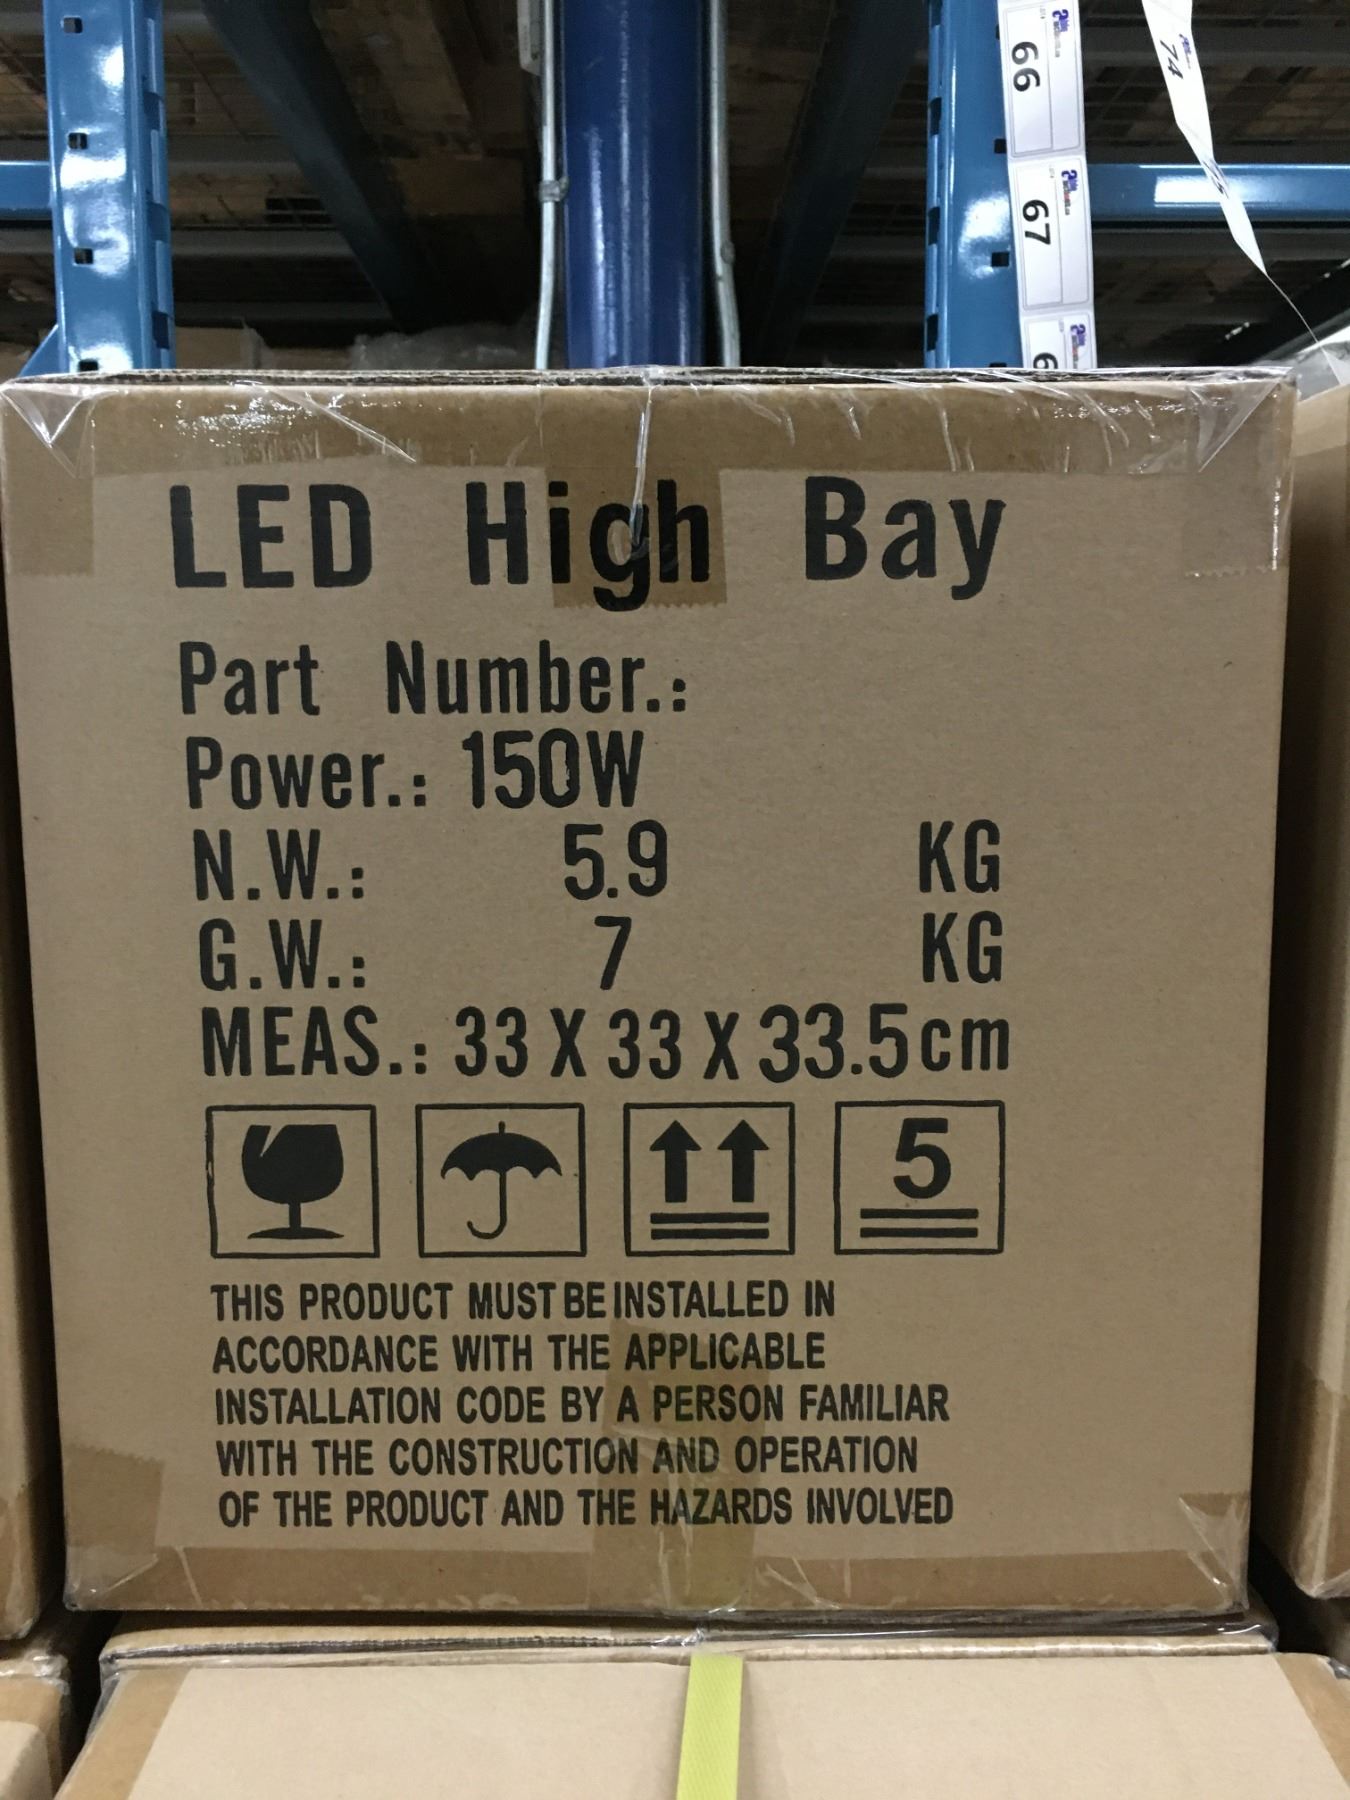 66
74
67
LED High Bay
Part Number.:
Power.: 150W
N.W.: 5.9 KG
G.W.: 7 KG
MEAS.: 33 X 33 X 33.5cm
5
THIS PRODUCT MUST BE INSTALLED IN
ACCORDANCE WITH THE APPLICABLE
INSTALLATION CODE BY A PERSON FAMILIAR
WITH THE CONSTRUCTION AND OPERATION
OF THE PRODUCT AND THE HAZARDS INVOLVED